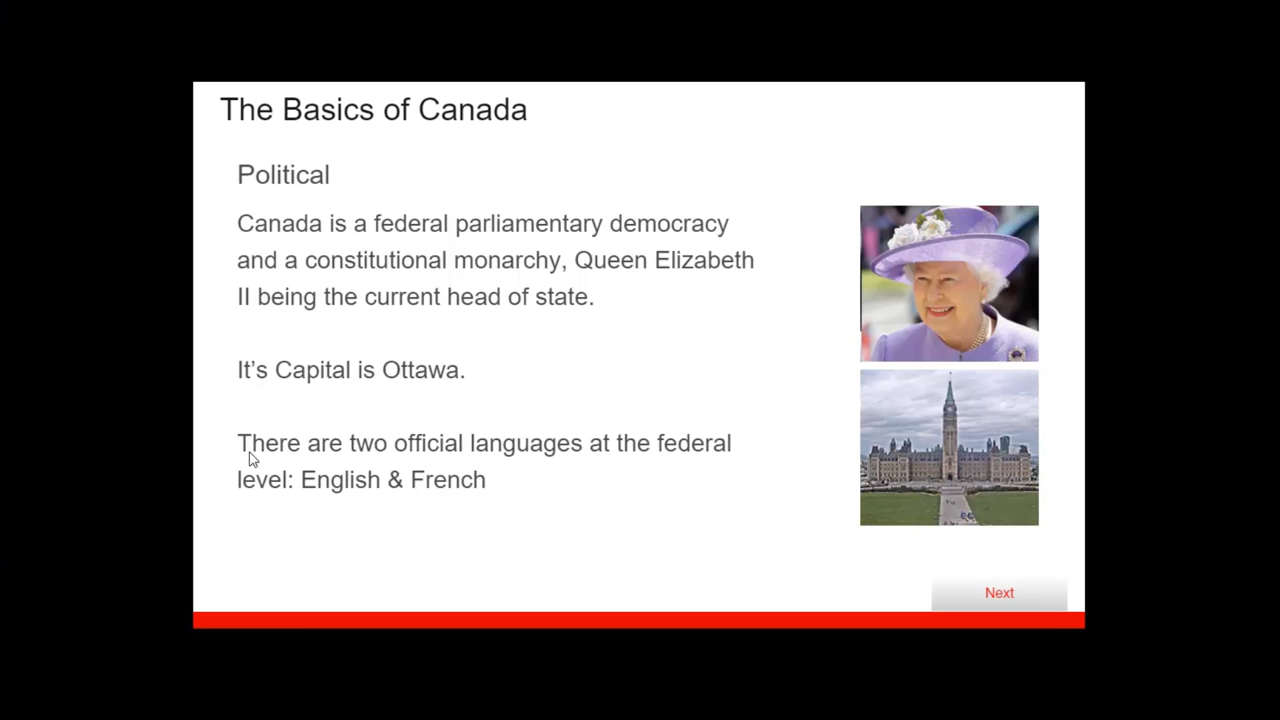 The Basics of Canada
Political
Canada is a federal parliamentary democracy
and a constitutional monarchy, Queen Elizabeth
II being the current head of state.
It’s Capital is Ottawa.
There are two official languages at the federal
level: English & French
Next